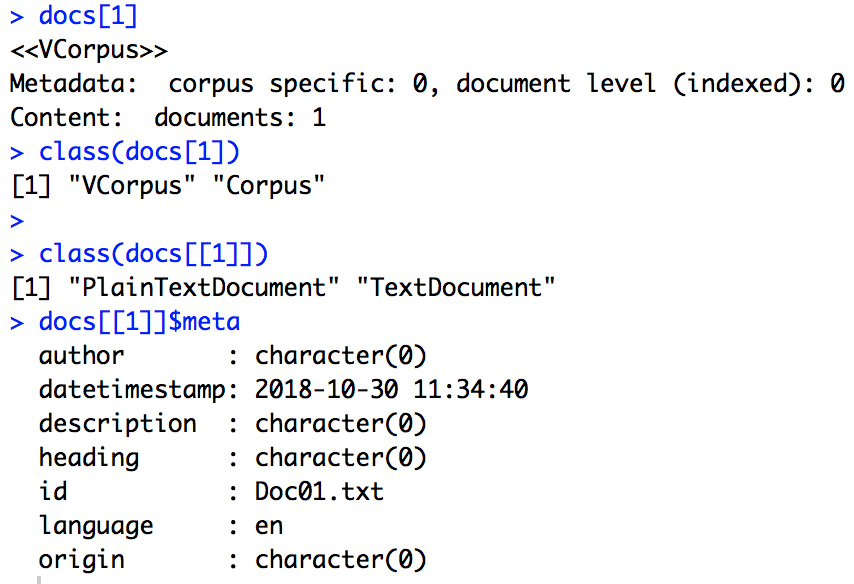 > docs[1]
<<VCorpus>>
Metadata:  corpus specific: 0, document level (indexed): 0
Content:  documents: 1
> class(docs[1])
[1] "VCorpus" "Corpus"
>
> class(docs[[1]])
[1] "PlainTextDocument" "TextDocument"
> docs[[1]]$meta
  author       : character(0)
  datetimestamp: 2018-10-30 11:34:40
  description  : character(0)
  heading      : character(0)
  id           : Doc01.txt
  language     : en
  origin       : character(0)